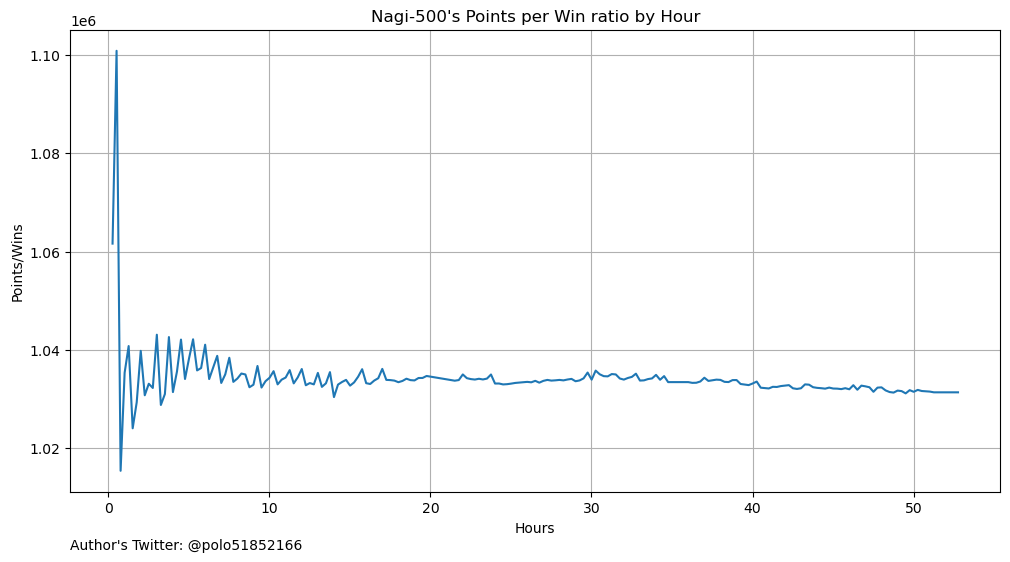 Nagi-500's Points per Win ratio by Hour
1e6
1.10
1.08
1.06
1.04
1.02
Points/Wins
0 10 20 30 40 50
Hours
Author's Twitter: @polo51852166